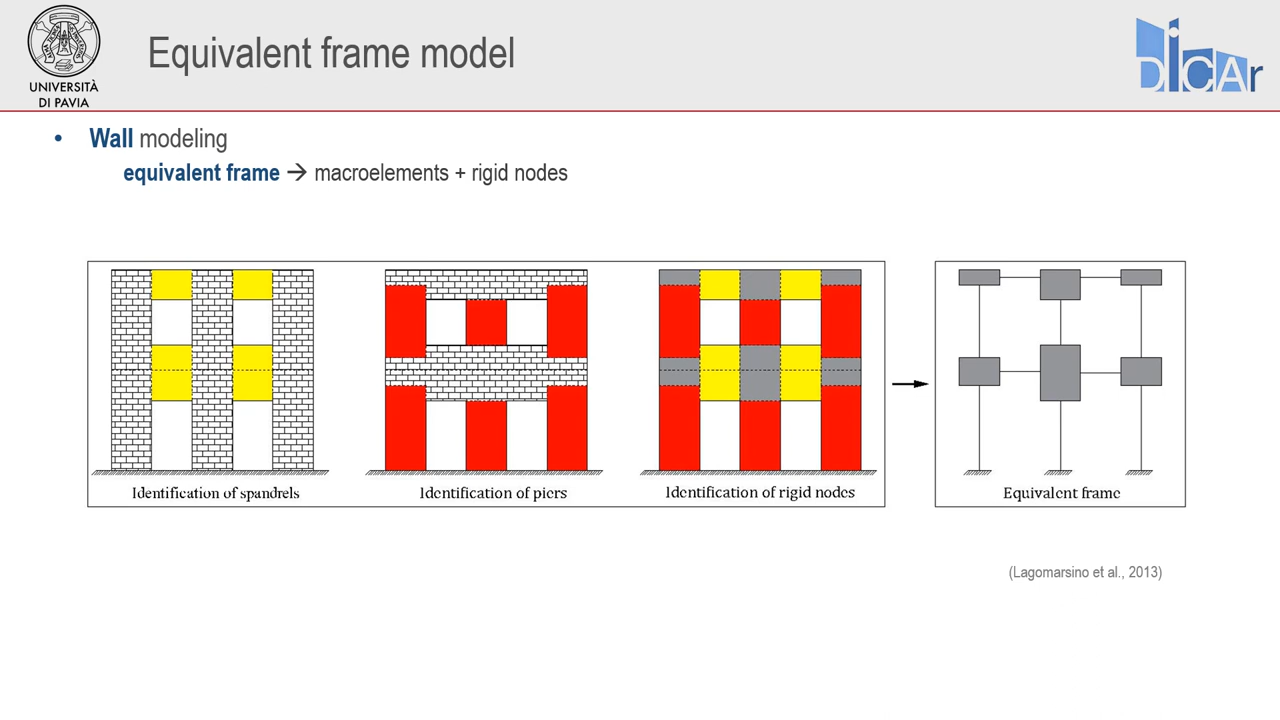 UNIVERSITÀ
DI PAVIA
Equivalent frame model
DICAr
• Wall modeling
equivalent frame → macroelements + rigid nodes
Identification of spandrels
Identification of piers
Identification of rigid nodes
Equivalent frame
(Lagomarsino et al., 2013)